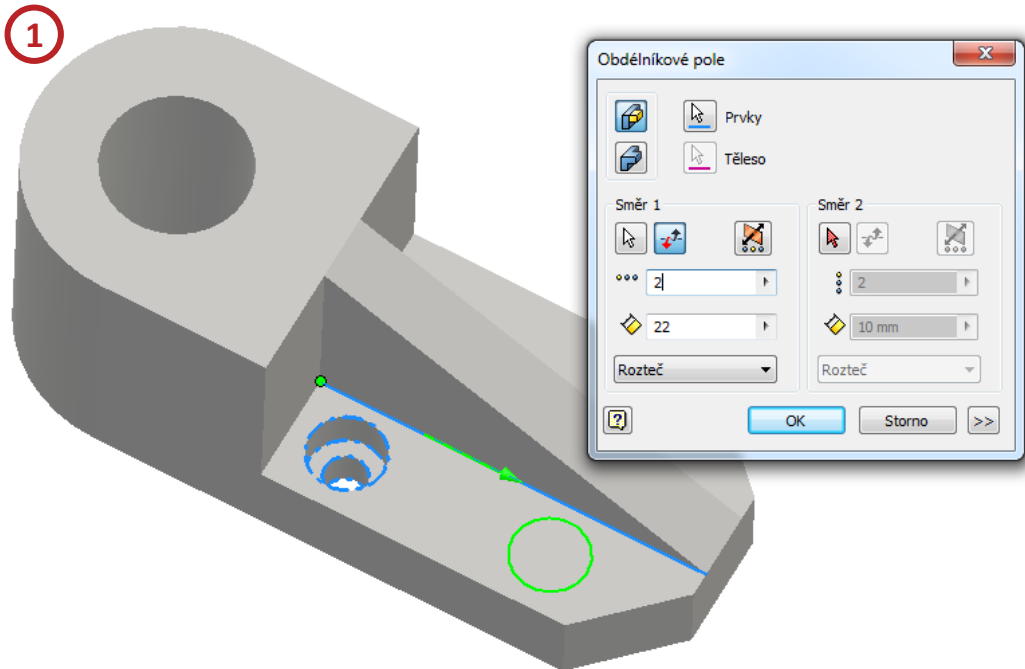 1
Obdélníkové pole
Prvky
Těleso
Směr 1
Směr 2
2
2
22
10 mm
Rozteč
Rozteč
OK
Storno
>>